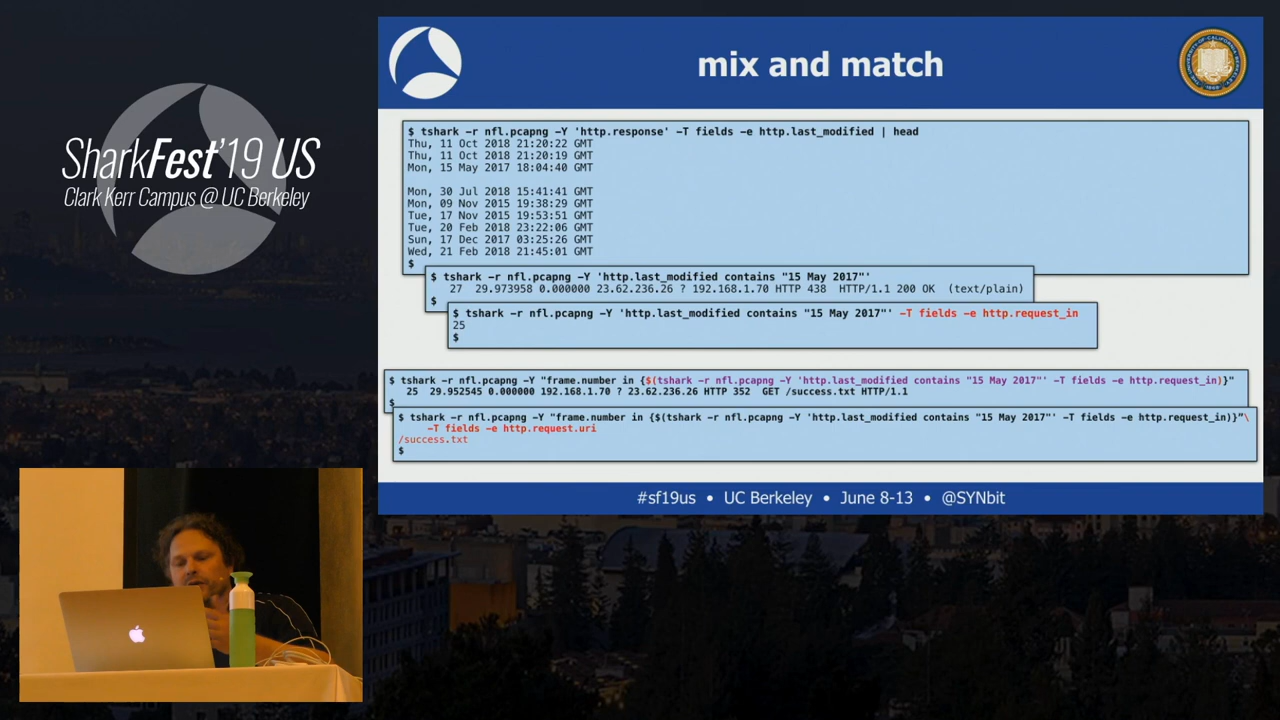 SharkFest'19 US
Clark Kerr Campus @ UC Berkeley
mix and match
$ tshark -r nfl.pcapng -Y 'http.response' -T fields -e http.last_modified | head
Thu, 11 Oct 2018 21:20:22 GMT
Thu, 11 Oct 2018 21:20:19 GMT
Mon, 15 May 2017 18:04:40 GMT
Mon, 30 Jul 2018 15:41:41 GMT
Mon, 09 Nov 2015 19:38:29 GMT
Tue, 17 Nov 2015 19:53:51 GMT
Tue, 20 Feb 2018 23:22:06 GMT
Sun, 17 Dec 2017 03:25:26 GMT
Wed, 21 Feb 2018 21:45:01 GMT
$
$ tshark -r nfl.pcapng -Y 'http.last_modified contains "15 May 2017"'
27 29.973958 0.000000 23.62.236.26 ? 192.168.1.70 HTTP 438 HTTP/1.1 200 OK (text/plain)
$
$ tshark -r nfl.pcapng -Y 'http.last_modified contains "15 May 2017"' -T fields -e http.request_in
25
$
$ tshark -r nfl.pcapng -Y "frame.number in {$(tshark -r nfl.pcapng -Y 'http.last_modified contains "15 May 2017"' -T fields -e http.request_in)}"
25 29.952545 0.000000 192.168.1.70 ? 23.62.236.26 HTTP 352 GET /success.txt HTTP/1.1
$
$ tshark -r nfl.pcapng -Y "frame.number in {$(tshark -r nfl.pcapng -Y 'http.last_modified contains "15 May 2017"' -T fields -e http.request_in)}"\
-T fields -e http.request.uri
/success.txt
$
#sf19us • UC Berkeley • June 8-13 • @SYNbit